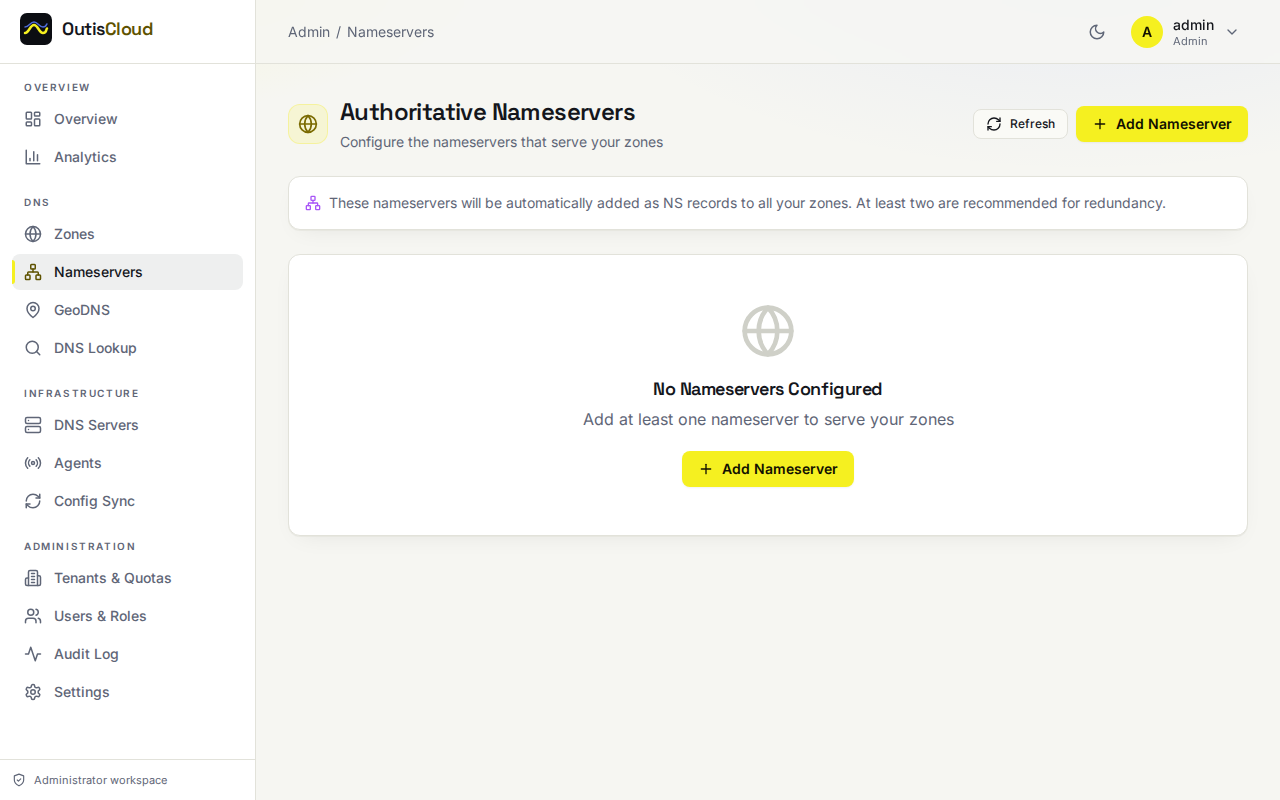 OutisCloud
Admin / Nameservers
A
admin
Admin
OVERVIEW
Overview
Analytics
DNS
Zones
Nameservers
GeoDNS
DNS Lookup
INFRASTRUCTURE
DNS Servers
Agents
Config Sync
ADMINISTRATION
Tenants & Quotas
Users & Roles
Audit Log
Settings
Administrator workspace
Authoritative Nameservers
Configure the nameservers that serve your zones
Refresh
Add Nameserver
These nameservers will be automatically added as NS records to all your zones. At least two are recommended for redundancy.
No Nameservers Configured
Add at least one nameserver to serve your zones
Add Nameserver